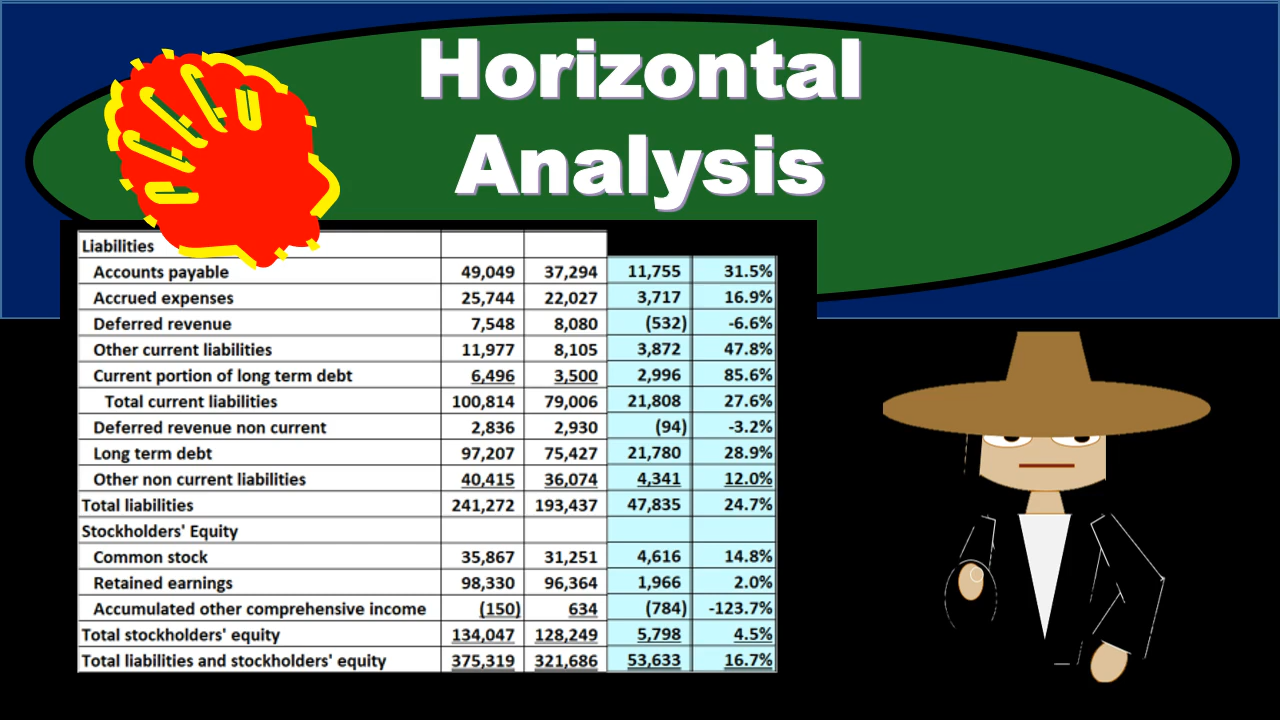 Horizontal
Analysis
Liabilities
Accounts payable 49,049 37,294 11,755 31.5%
Accrued expenses 25,744 22,027 3,717 16.9%
Deferred revenue 7,548 8,080 (532) -6.6%
Other current liabilities 11,977 8,105 3,872 47.8%
Current portion of long term debt 6,496 3,500 2,996 85.6%
Total current liabilities 100,814 79,006 21,808 27.6%
Deferred revenue non current 2,836 2,930 (94) -3.2%
Long term debt 97,207 75,427 21,780 28.9%
Other non current liabilities 40,415 36,074 4,341 12.0%
Total liabilities 241,272 193,437 47,835 24.7%
Stockholders' Equity
Common stock 35,867 31,251 4,616 14.8%
Retained earnings 98,330 96,364 1,966 2.0%
Accumulated other comprehensive income (150) 634 (784) -123.7%
Total stockholders' equity 134,047 128,249 5,798 4.5%
Total liabilities and stockholders' equity 375,319 321,686 53,633 16.7%